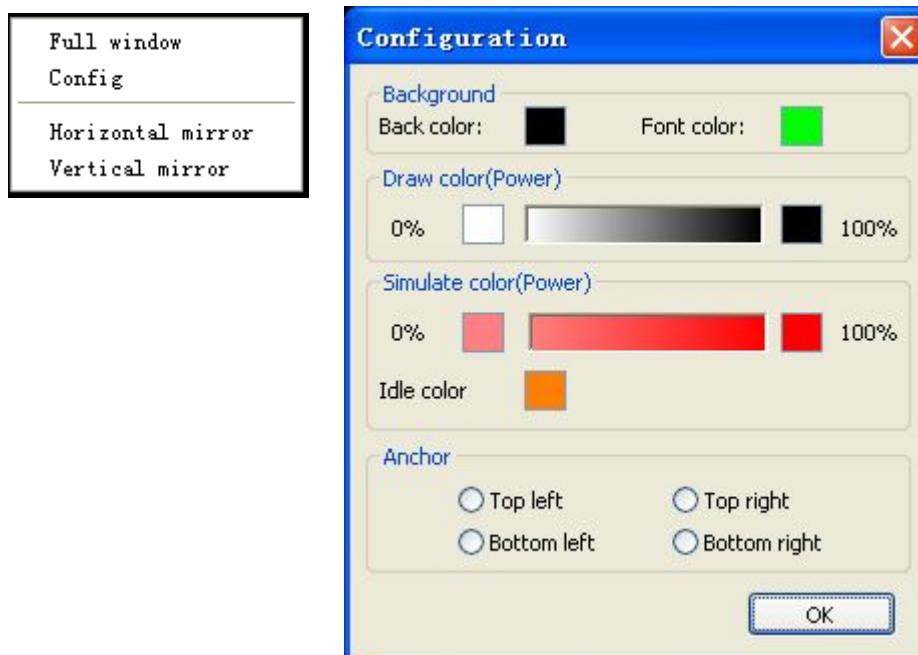 Full window
Config
Horizontal mirror
Vertical mirror
Configuration
Background
Back color: Font color:
Draw color(Power)
0% 100%
Simulate color(Power)
0% 100%
Idle color
Anchor
Top left Top right
Bottom left Bottom right
OK